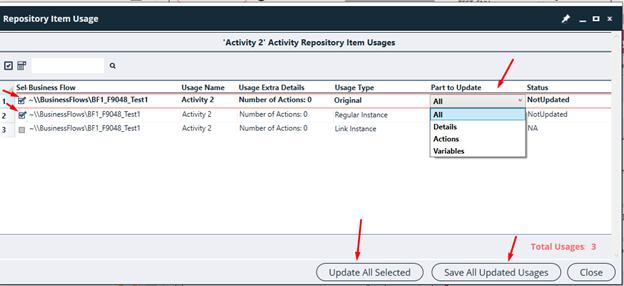 Repository Item Usage
'Activity 2' Activity Repository Item Usages
Sel Business Flow Usage Name Usage Extra Details Usage Type Part to Update Status
1 ~\\BusinessFlows\BF1_F9048_Test1 Activity 2 Number of Actions: 0 Original All NotUpdated
2 ~\\BusinessFlows\BF1_F9048_Test1 Activity 2 Number of Actions: 0 Regular Instance All NotUpdated
3 ~\\BusinessFlows\BF1_F9048_Test1 Activity 2 Number of Actions: 0 Link Instance Details NA
Actions
Variables
Total Usages: 3
Update All Selected Save All Updated Usages Close